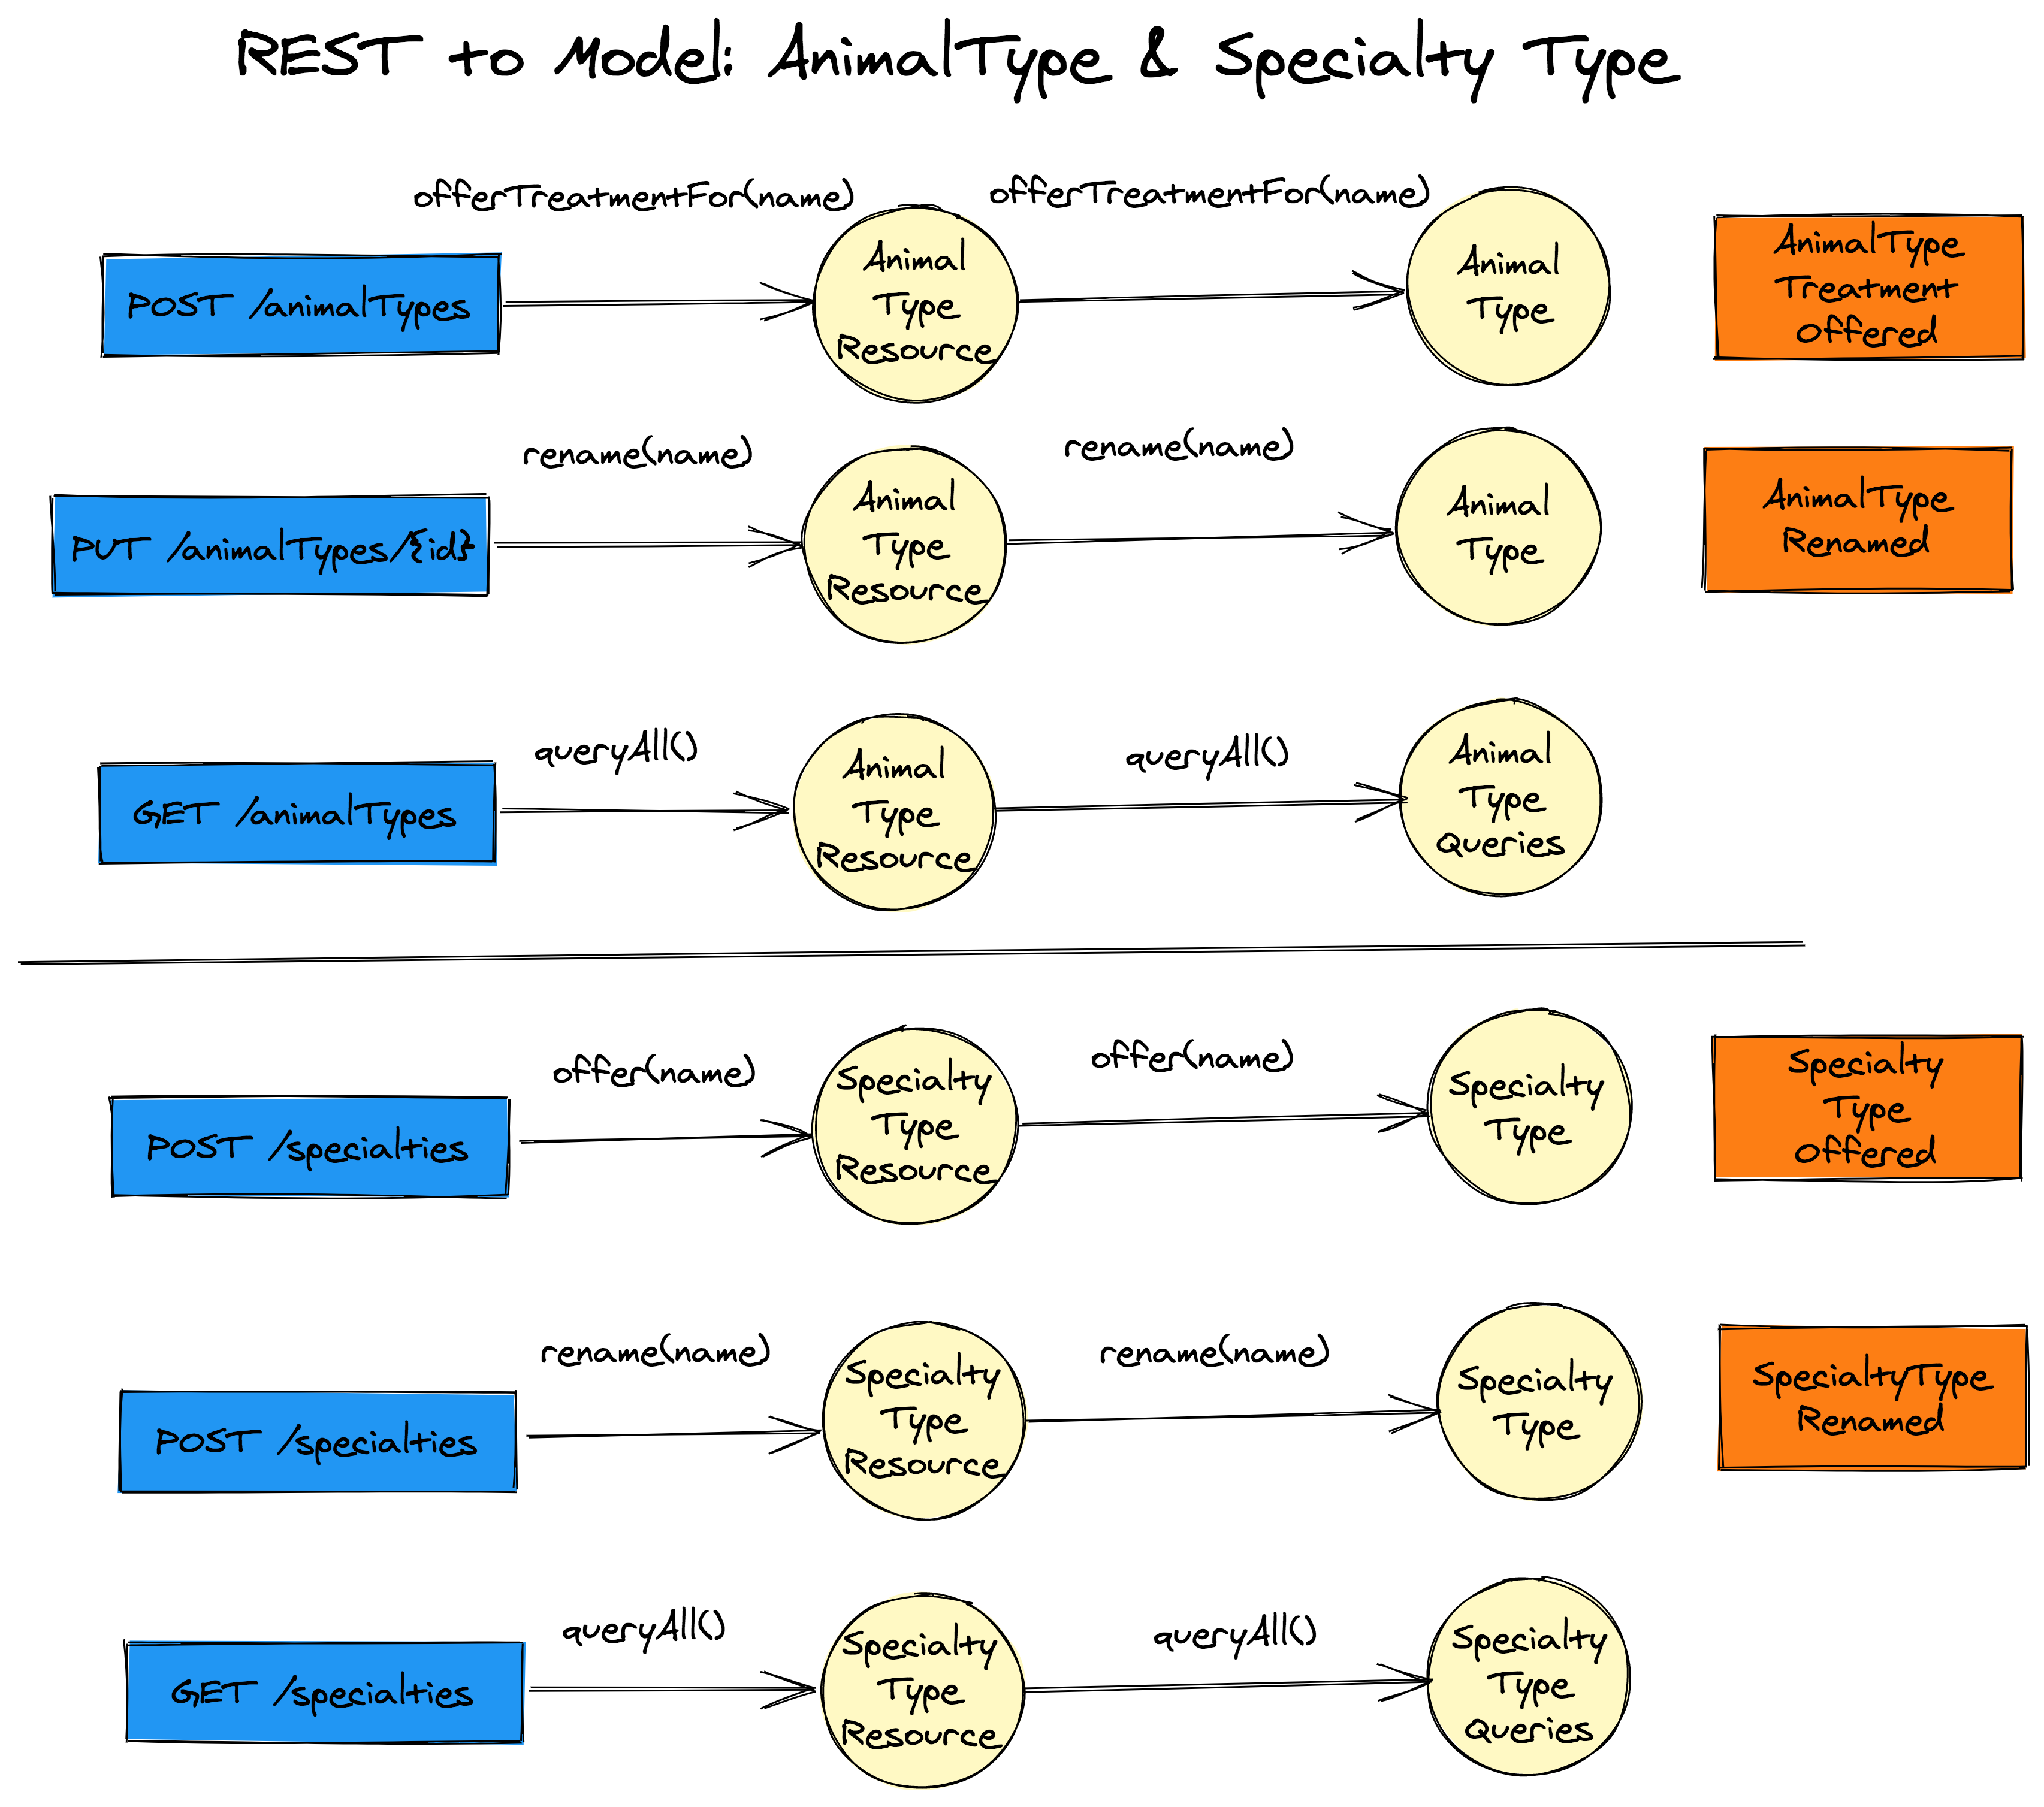 REST to Model: AnimalType & Specialty Type
offerTreatmentFor(name)
offerTreatmentFor(name)
POST /animalTypes
Animal
Type
Resource
Animal
Type
AnimalType
Treatment
Offered
rename(name)
rename(name)
PUT /animalTypes/{id}
Animal
Type
Resource
Animal
Type
AnimalType
Renamed
queryAll()
queryAll()
GET /animalTypes
Animal
Type
Resource
Animal
Type
Queries
offer(name)
offer(name)
POST /specialties
Specialty
Type
Resource
Specialty
Type
Specialty
Type
Offered
rename(name)
rename(name)
POST /specialties
Specialty
Type
Resource
Specialty
Type
SpecialtyType
Renamed
queryAll()
queryAll()
GET /specialties
Specialty
Type
Resource
Specialty
Type
Queries